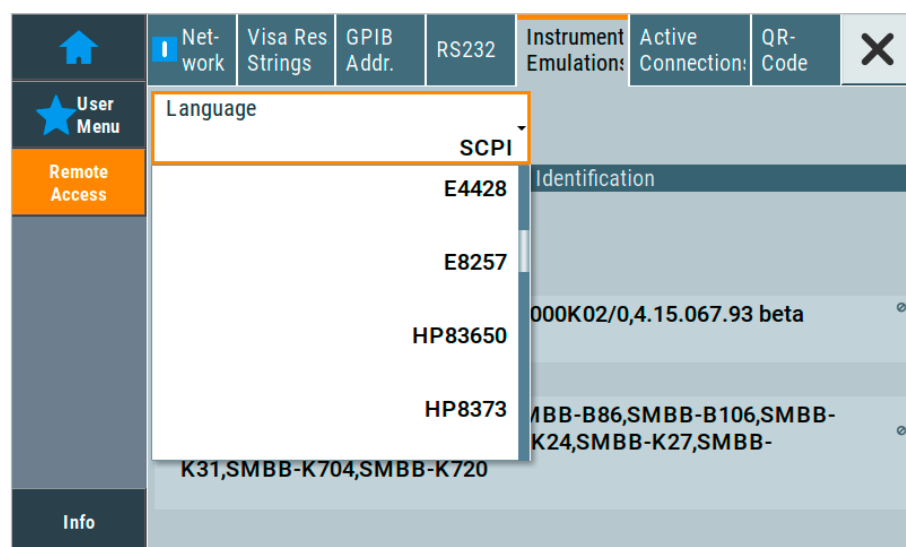 Net-
work
Visa Res
Strings
GPIB
Addr.
RS232
Instrument
Emulations
Active
Connection
QR-
Code
User
Menu
Remote
Access
Info
Language
SCPI
E4428
E8257
HP83650
HP8373
Identification
000K02/0,4.15.067.93 beta
MBB-B86,SMBB-B106,SMBB-
K24,SMBB-K27,SMBB-
K31,SMBB-K704,SMBB-K720